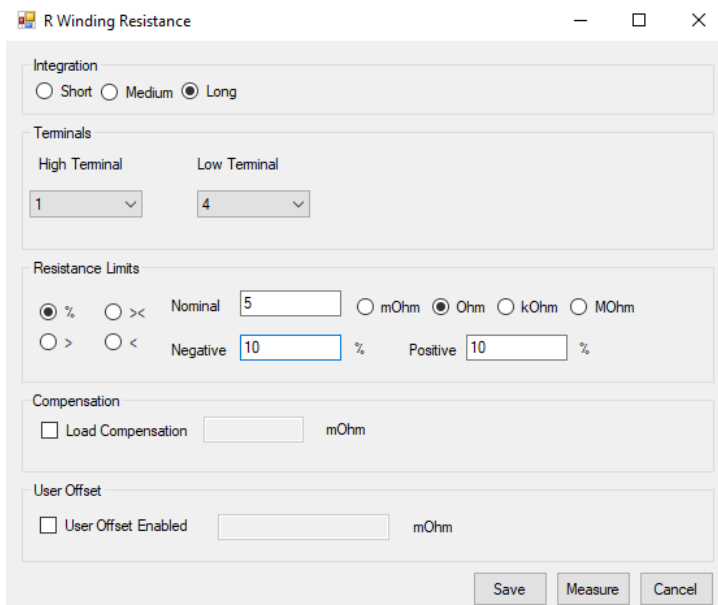 R Winding Resistance
Integration
Short Medium Long
Terminals
High Terminal Low Terminal
1 4
Resistance Limits
% >< Nominal 5 mOhm Ohm kOhm MOhm
> < Negative 10 % Positive 10 %
Compensation
Load Compensation mOhm
User Offset
User Offset Enabled mOhm
Save Measure Cancel